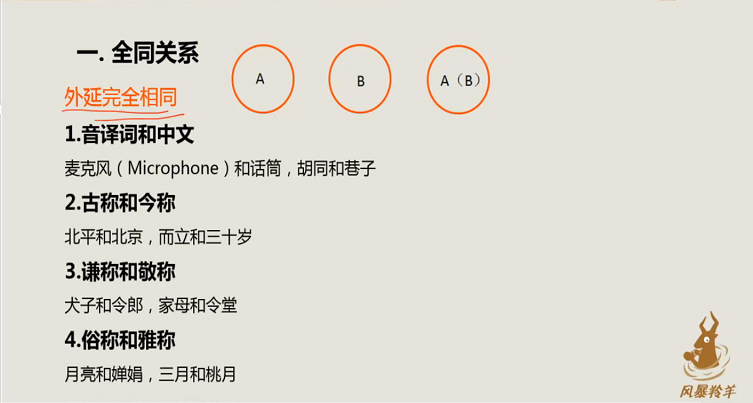 一. 全同关系
A
B
A（B）
外延完全相同
1.音译词和中文
麦克风（Microphone）和话筒，胡同和巷子
2.古称和今称
北平和北京，而立和三十岁
3.谦称和敬称
犬子和令郎，家母和令堂
4.俗称和雅称
月亮和婵娟，三月和桃月
风暴羚羊